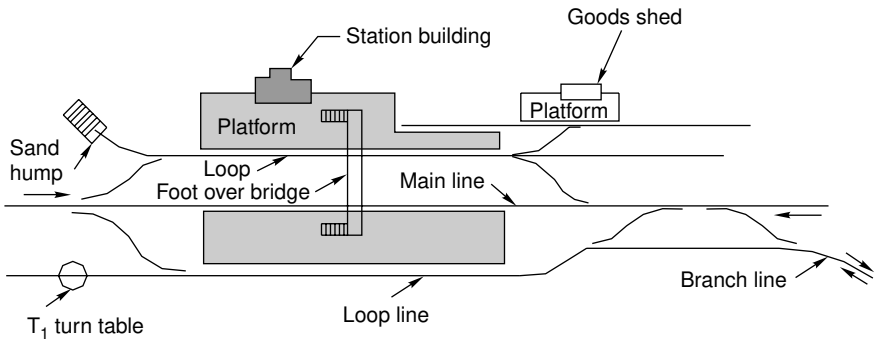 Goods shed
Station building
Platform
Platform
Sand
hump
Loop
Foot over bridge
Main line
Branch line
Loop line
T1 turn table